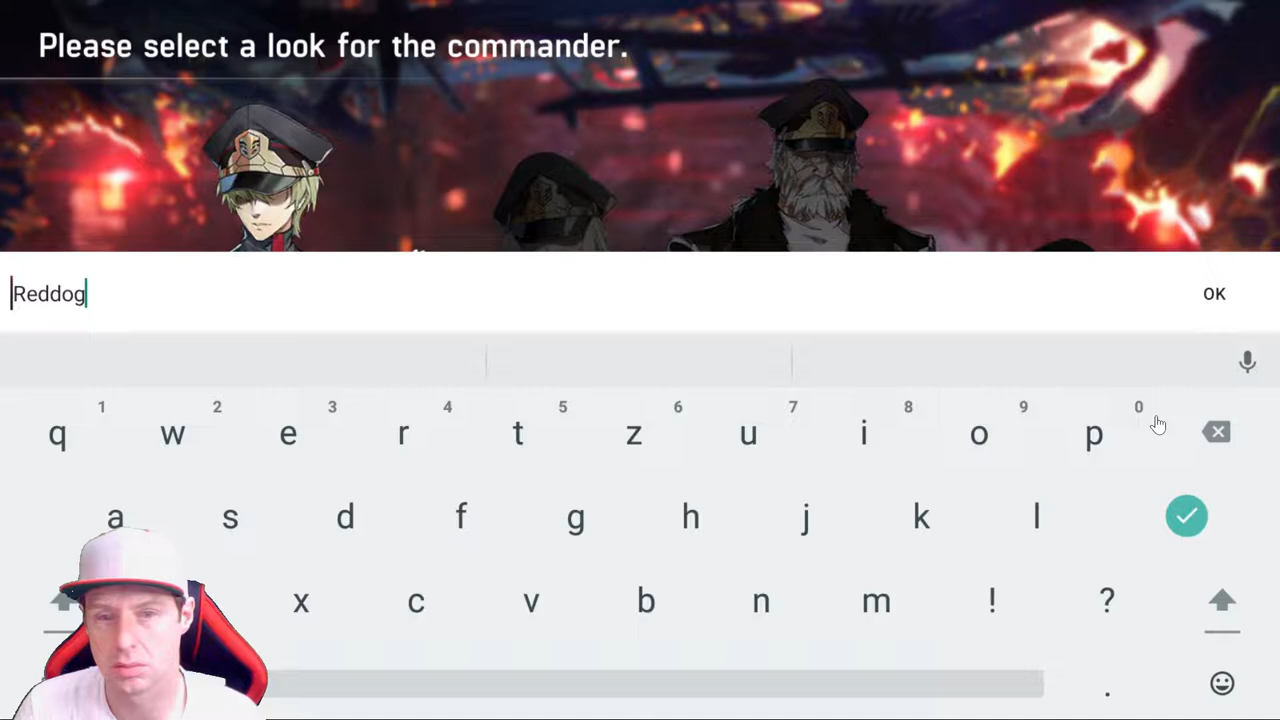 Please select a look for the commander.
Reddog
OK
1 2 3 4 5 6 7 8 9 0
q w e r t z u i o p
a s d f g h j k l
x c v b n m ! ?
.